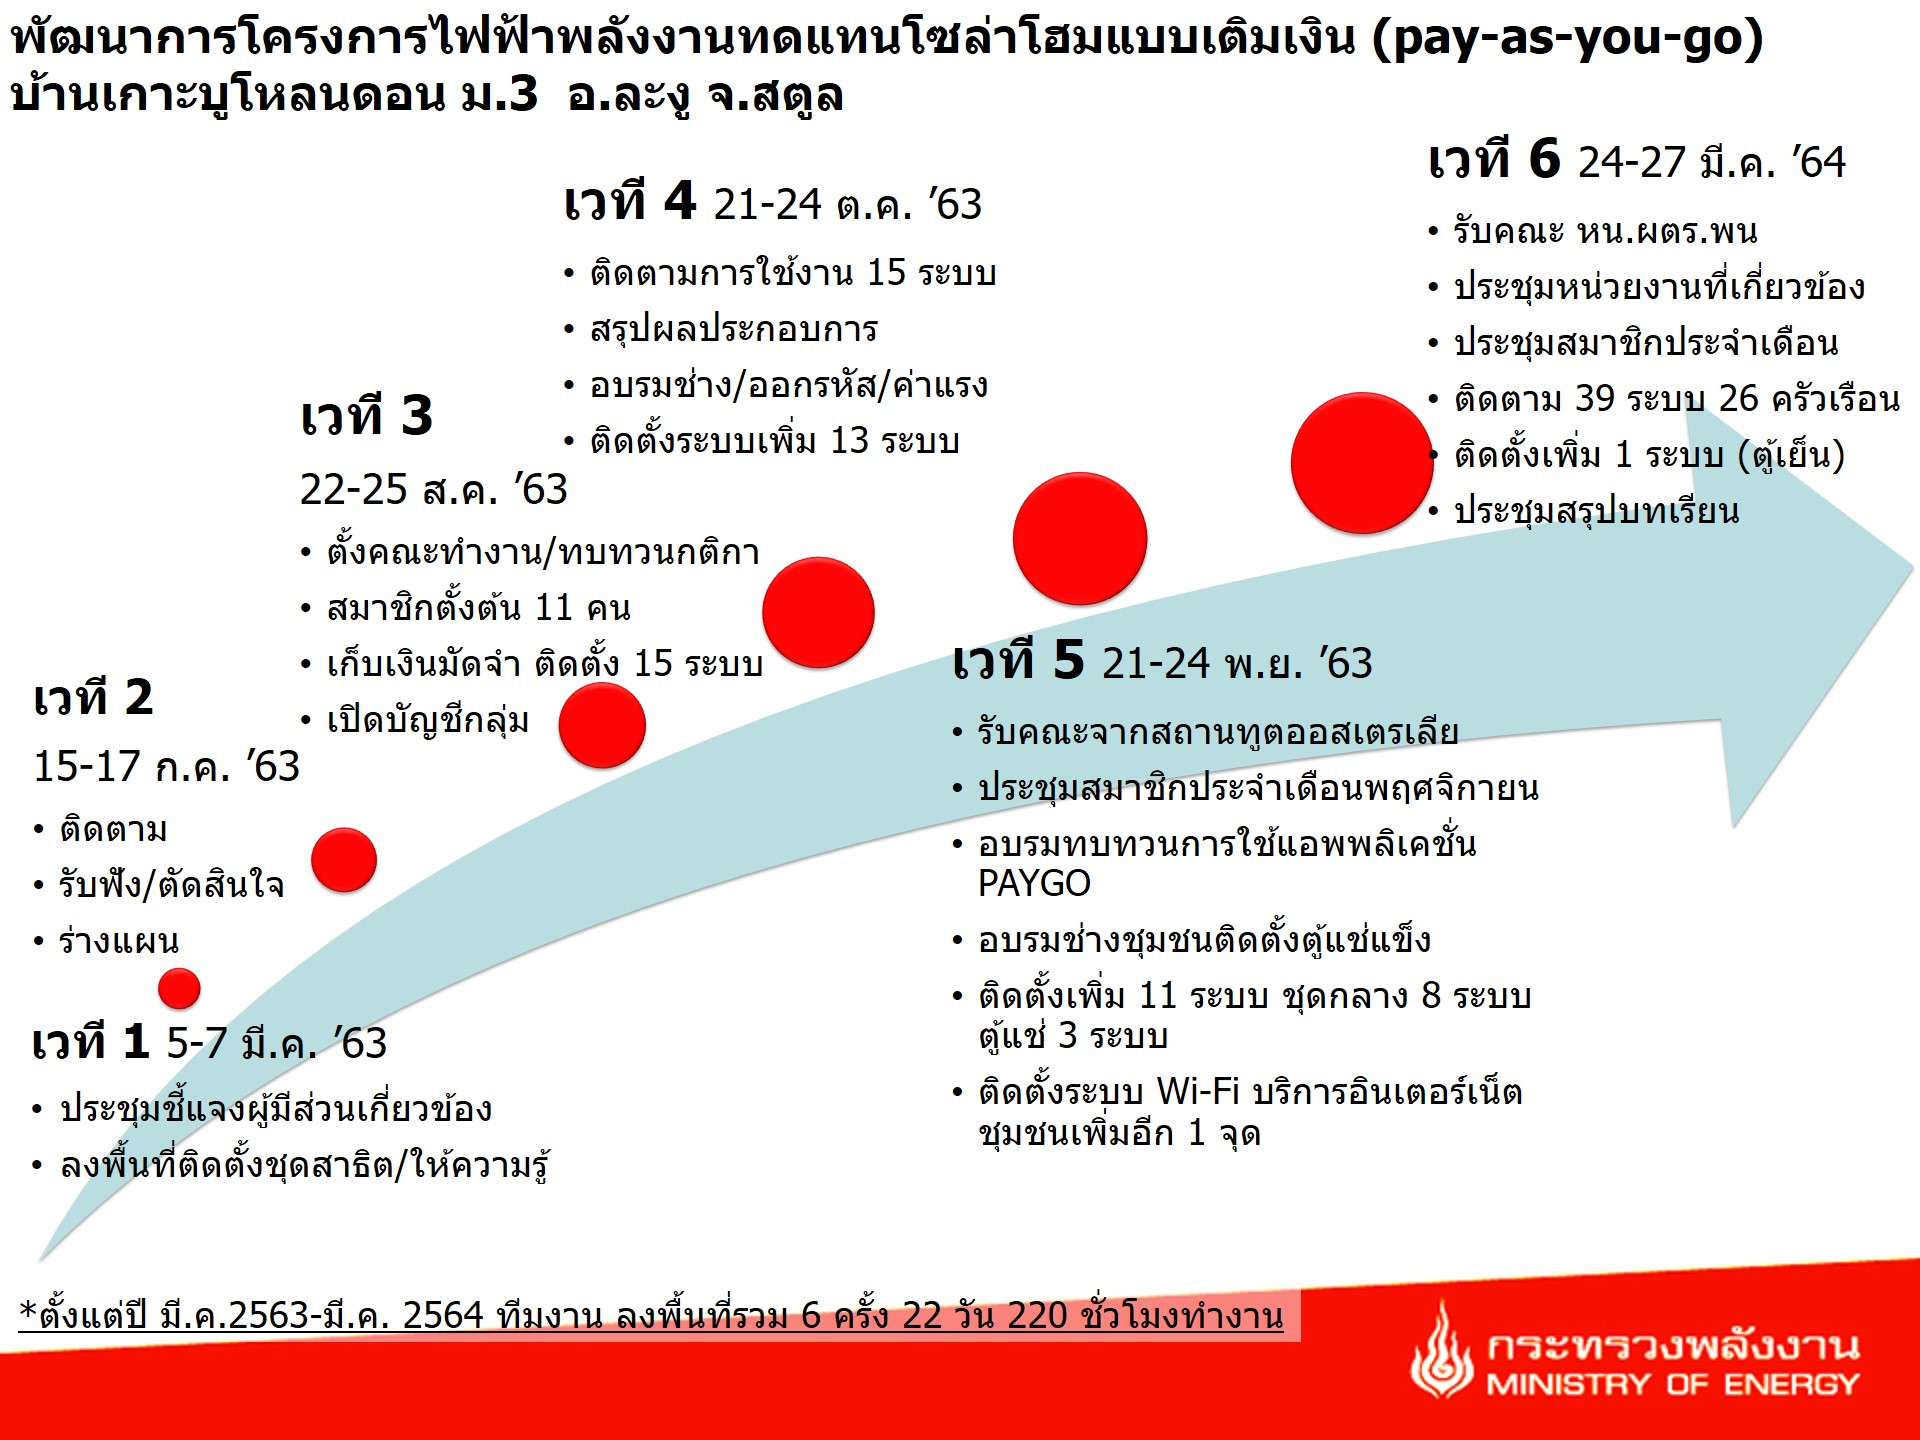 พัฒนาการโครงการไฟฟ้าพลังงานทดแทนโซล่าโฮมแบบเติมเงิน (pay-as-you-go)
บ้านเกาะบูโหลนดอน ม.3 อ.ละงู จ.สตูล
เวที 1 5-7 มี.ค. ’63
• ประชุมชี้แจงผู้มีส่วนเกี่ยวข้อง
• ลงพื้นที่ติดตั้งชุดสาธิต/ให้ความรู้
เวที 2
15-17 ก.ค. ’63
• ติดตาม
• รับฟัง/ตัดสินใจ
• ร่างแผน
เวที 3
22-25 ส.ค. ’63
• ตั้งคณะทำงาน/ทบทวนกติกา
• สมาชิกตั้งต้น 11 คน
• เก็บเงินมัดจำ ติดตั้ง 15 ระบบ
• เปิดบัญชีกลุ่ม
เวที 4 21-24 ต.ค. ’63
• ติดตามการใช้งาน 15 ระบบ
• สรุปผลประกอบการ
• อบรมช่าง/ออกรหัส/ค่าแรง
• ติดตั้งระบบเพิ่ม 13 ระบบ
เวที 5 21-24 พ.ย. ’63
• รับคณะจากสถานทูตออสเตรเลีย
• ประชุมสมาชิกประจำเดือนพฤศจิกายน
• อบรมทบทวนการใช้แอพพลิเคชั่น
PAYGO
• อบรมช่างชุมชนติดตั้งตู้แช่แข็ง
• ติดตั้งเพิ่ม 11 ระบบ ชุดกลาง 8 ระบบ
ตู้แช่ 3 ระบบ
• ติดตั้งระบบ Wi-Fi บริการอินเตอร์เน็ต
ชุมชนเพิ่มอีก 1 จุด
เวที 6 24-27 มี.ค. ’64
• รับคณะ หน.ผตร.พน
• ประชุมหน่วยงานที่เกี่ยวข้อง
• ประชุมสมาชิกประจำเดือน
• ติดตาม 39 ระบบ 26 ครัวเรือน
• ติดตั้งเพิ่ม 1 ระบบ (ตู้เย็น)
• ประชุมสรุปบทเรียน
*ตั้งแต่ปี มี.ค.2563-มี.ค. 2564 ทีมงาน ลงพื้นที่รวม 6 ครั้ง 22 วัน 220 ชั่วโมงทำงาน
กระทรวงพลังงาน
MINISTRY OF ENERGY